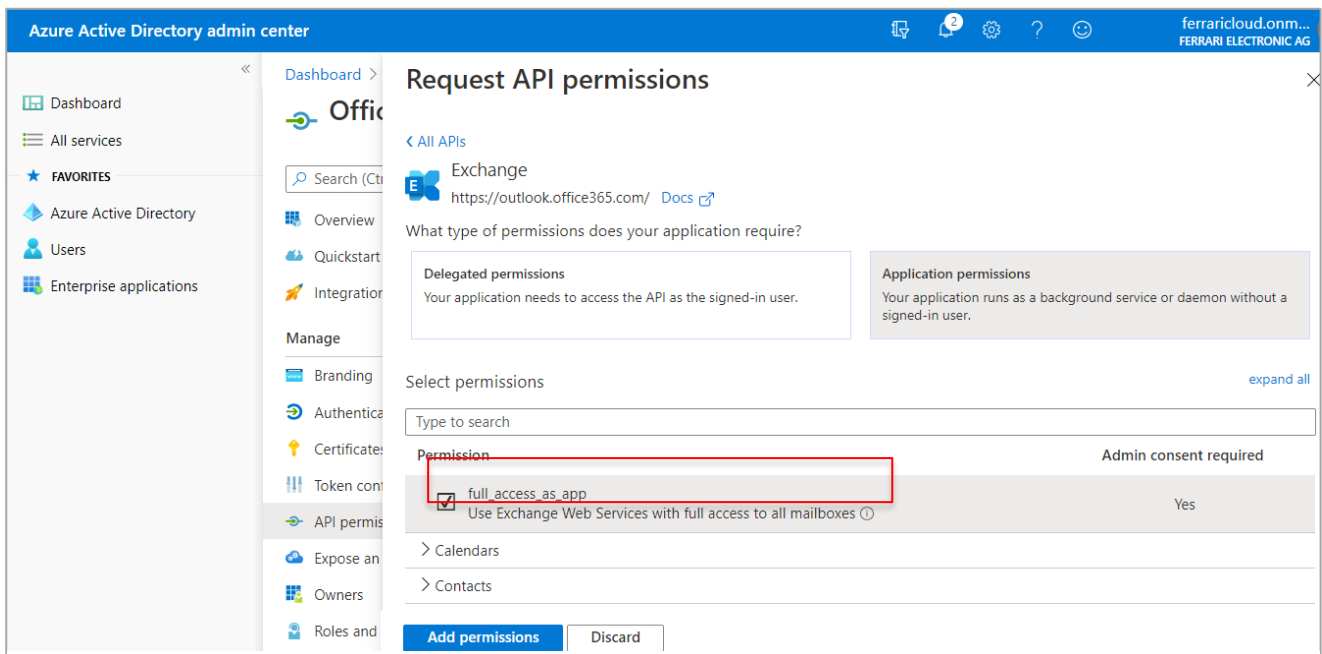 Azure Active Directory admin center
2
ferraricloud.onm...
FERRARI ELECTRONIC AG
«
Dashboard
All services
FAVORITES
Azure Active Directory
Users
Enterprise applications
Dashboard >
Offic
Search (Ctr
Overview
Quickstart
Integration
Manage
Branding
Authentica
Certificates
Token con
API permis
Expose an
Owners
Roles and
Request API permissions
All APIs
E
Exchange
https://outlook.office365.com/ Docs
What type of permissions does your application require?
Delegated permissions
Your application needs to access the API as the signed-in user.
Application permissions
Your application runs as a background service or daemon without a
signed-in user.
Select permissions
expand all
Type to search
Permission
Admin consent required
full_access_as_app
Use Exchange Web Services with full access to all mailboxes
Yes
Calendars
Contacts
Add permissions
Discard